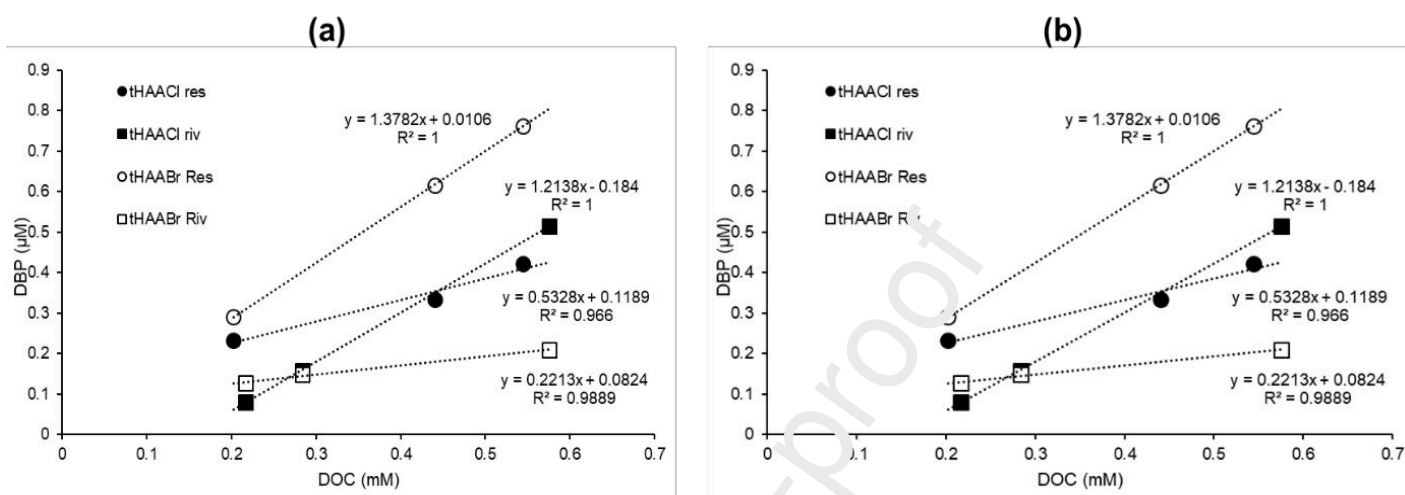 (a)
0.9
0.8
0.7
0.6
0.5
0.4
0.3
0.2
0.1
0
DBP (µM)
tHAACl res
tHAACl riv
tHAABr Res
tHAABr Riv
y = 1.3782x + 0.0106
R² = 1
y = 1.2138x - 0.184
R² = 1
y = 0.5328x + 0.1189
R² = 0.966
y = 0.2213x + 0.0824
R² = 0.9889
0 0.1 0.2 0.3 0.4 0.5 0.6 0.7
DOC (mM)
(b)
0.9
0.8
0.7
0.6
0.5
0.4
0.3
0.2
0.1
0
DBP (µM)
tHAACl res
tHAACl riv
tHAABr Res
tHAABr
y = 1.3782x + 0.0106
R² = 1
y = 1.2138x - 0.184
R² = 1
y = 0.5328x + 0.1189
R² = 0.966
y = 0.2213x + 0.0824
R² = 0.9889
0 0.1 0.2 0.3 0.4 0.5 0.6 0.7
DOC (mM)